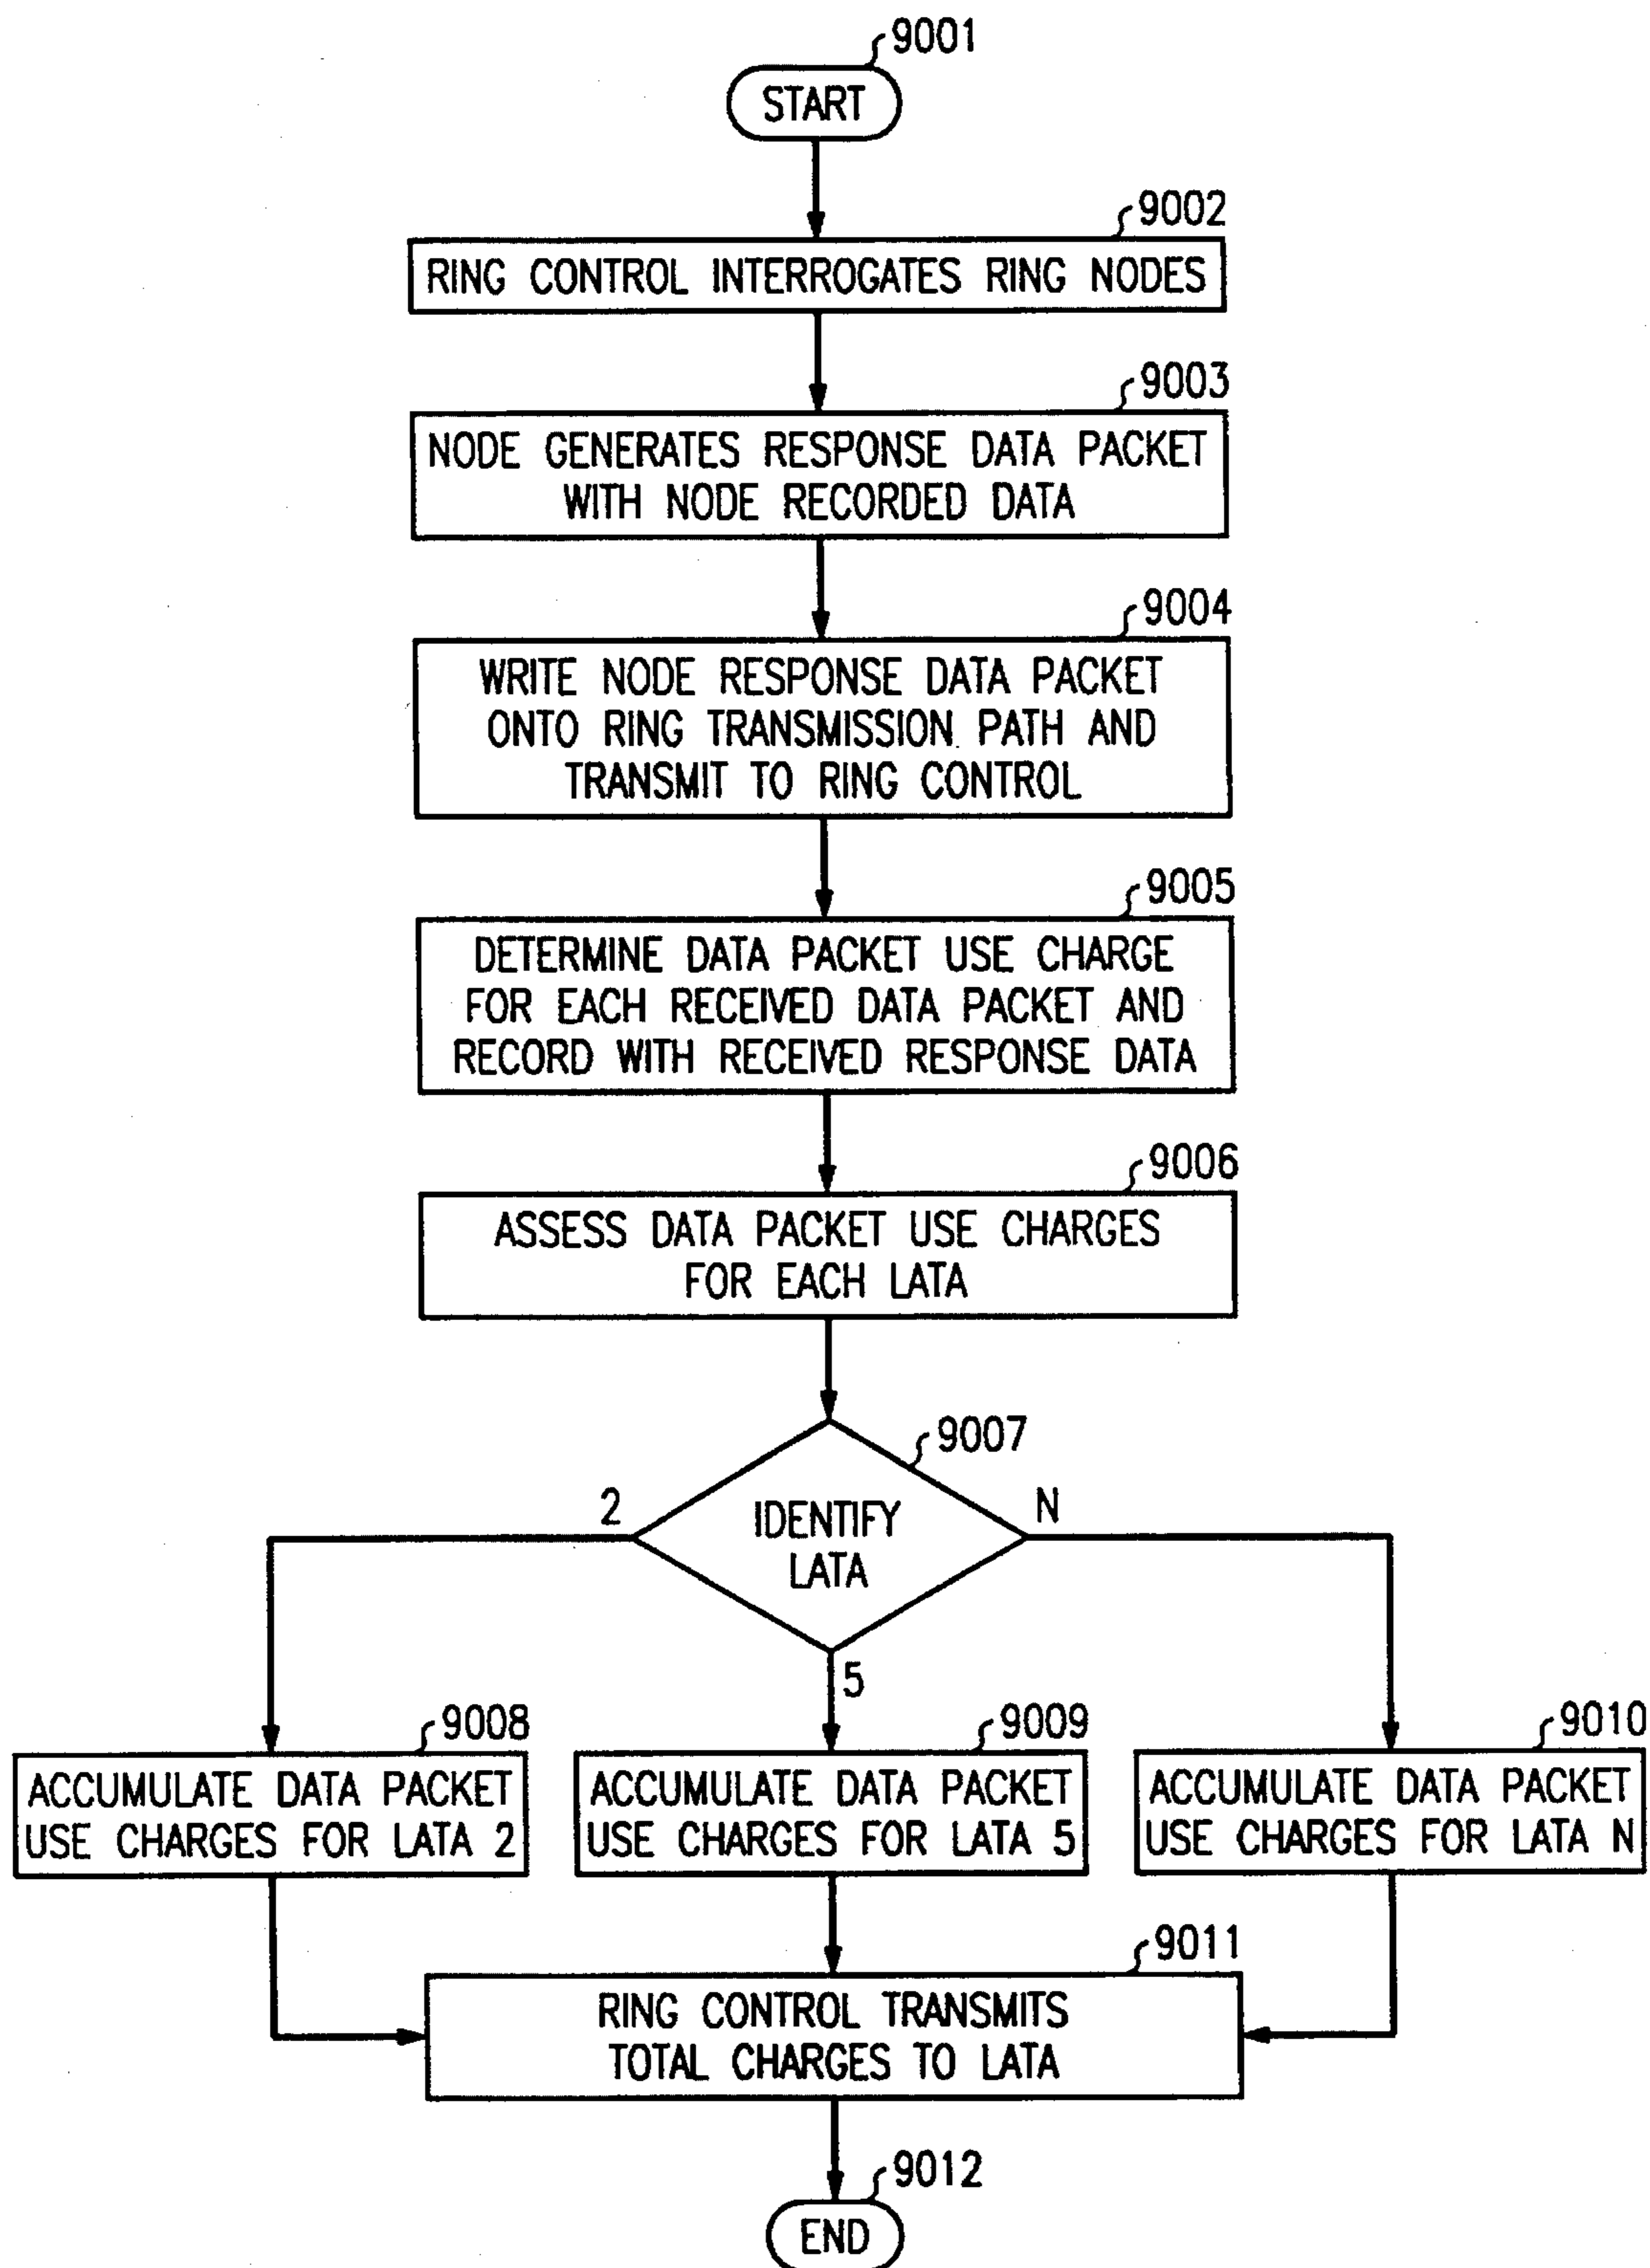 9001
START
9002
RING CONTROL INTERROGATES RING NODES
9003
NODE GENERATES RESPONSE DATA PACKET
WITH NODE RECORDED DATA
9004
WRITE NODE RESPONSE DATA PACKET
ONTO RING TRANSMISSION PATH AND
TRANSMIT TO RING CONTROL
9005
DETERMINE DATA PACKET USE CHARGE
FOR EACH RECEIVED DATA PACKET AND
RECORD WITH RECEIVED RESPONSE DATA
9006
ASSESS DATA PACKET USE CHARGES
FOR EACH LATA
9007
IDENTIFY
LATA
2
N
5
9008
ACCUMULATE DATA PACKET
USE CHARGES FOR LATA 2
9009
ACCUMULATE DATA PACKET
USE CHARGES FOR LATA 5
9010
ACCUMULATE DATA PACKET
USE CHARGES FOR LATA N
9011
RING CONTROL TRANSMITS
TOTAL CHARGES TO LATA
9012
END